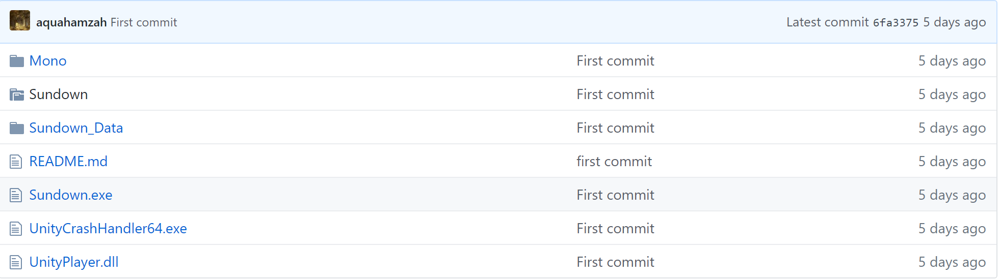 aquahamzah First commit Latest commit 6fa3375 5 days ago
Mono First commit 5 days ago
Sundown First commit 5 days ago
Sundown_Data First commit 5 days ago
README.md first commit 5 days ago
Sundown.exe First commit 5 days ago
UnityCrashHandler64.exe First commit 5 days ago
UnityPlayer.dll First commit 5 days ago